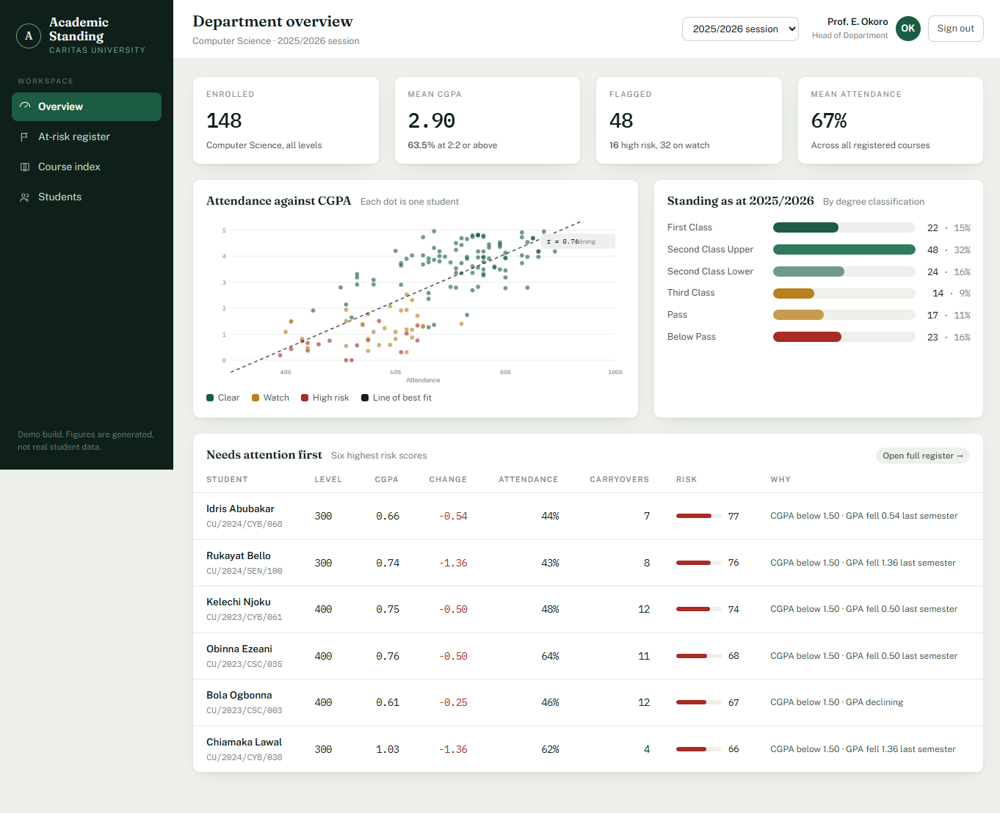 A
Academic
Standing
CARITAS UNIVERSITY
WORKSPACE
Overview
At-risk register
Course index
Students
Demo build. Figures are generated,
not real student data.
Department overview
Computer Science · 2025/2026 session
2025/2026 session
Prof. E. Okoro
Head of Department
OK
Sign out
ENROLLED
148
Computer Science, all levels
MEAN CGPA
2.90
63.5% at 2:2 or above
FLAGGED
48
16 high risk, 32 on watch
MEAN ATTENDANCE
67%
Across all registered courses
Attendance against CGPA Each dot is one student
5
4
3
2
1
0
r = 0.76 strong
40% 60% 80% 100%
Attendance
Clear Watch High risk Line of best fit
Standing as at 2025/2026 By degree classification
First Class 22 · 15%
Second Class Upper 48 · 32%
Second Class Lower 24 · 16%
Third Class 14 · 9%
Pass 17 · 11%
Below Pass 23 · 16%
Needs attention first Six highest risk scores
Open full register →
STUDENT LEVEL CGPA CHANGE ATTENDANCE CARRYOVERS RISK WHY
Idris Abubakar
CU/2024/CYB/068
300 0.66 -0.54 44% 7 77 CGPA below 1.50 · GPA fell 0.54 last semester
Rukayat Bello
CU/2024/SEN/100
300 0.74 -1.36 43% 8 76 CGPA below 1.50 · GPA fell 1.36 last semester
Kelechi Njoku
CU/2023/CYB/061
400 0.75 -0.50 48% 12 74 CGPA below 1.50 · GPA fell 0.50 last semester
Obinna Ezeani
CU/2023/CSC/035
400 0.76 -0.50 64% 11 68 CGPA below 1.50 · GPA fell 0.50 last semester
Bola Ogbonna
CU/2023/CSC/003
400 0.61 -0.25 46% 12 67 CGPA below 1.50 · GPA declining
Chiamaka Lawal
CU/2024/CYB/038
300 1.03 -1.36 62% 4 66 CGPA below 1.50 · GPA fell 1.36 last semester